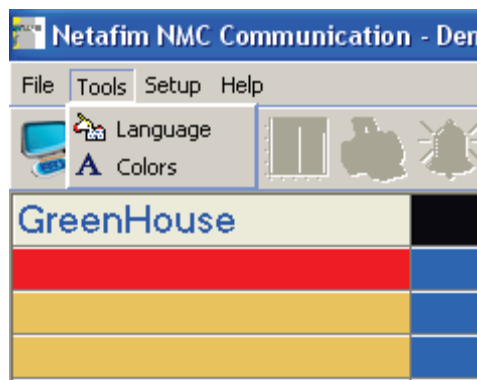 Netafim NMC Communication - Den
File Tools Setup Help
Language
A Colors
GreenHouse